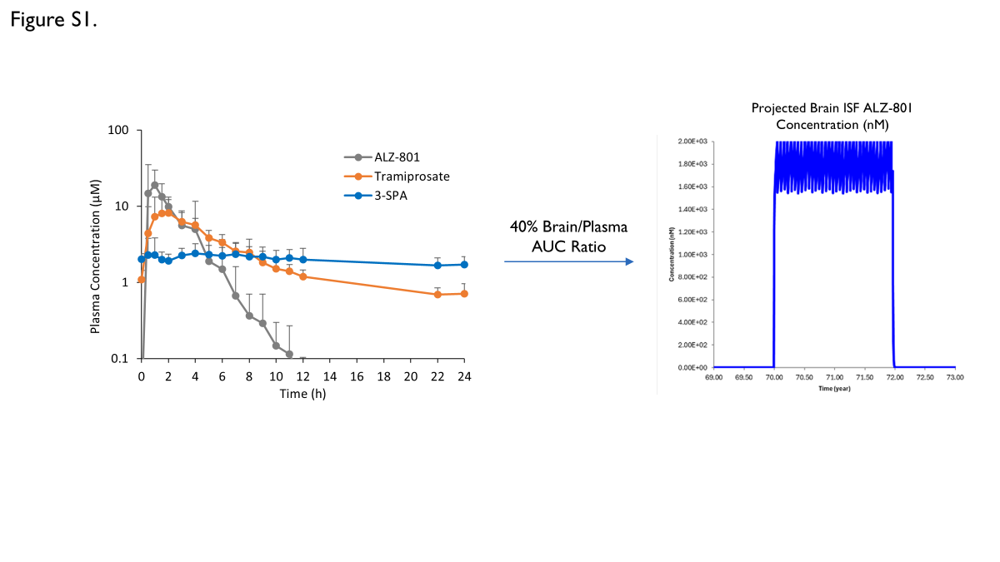 Figure S1.
Plasma Concentration (µM)
100
10
1
0.1
ALZ-801
Tramiprosate
3-SPA
0 2 4 6 8 10 12 14 16 18 20 22 24
Time (h)
40% Brain/Plasma
AUC Ratio
Projected Brain ISF ALZ-801
Concentration (nM)
Concentration (nM)
2.00E+03
1.80E+03
1.60E+03
1.40E+03
1.20E+03
1.00E+03
8.00E+02
6.00E+02
4.00E+02
2.00E+02
0.00E+00
69.00 69.50 70.00 70.50 71.00 71.50 72.00 72.50 73.00
Time (year)